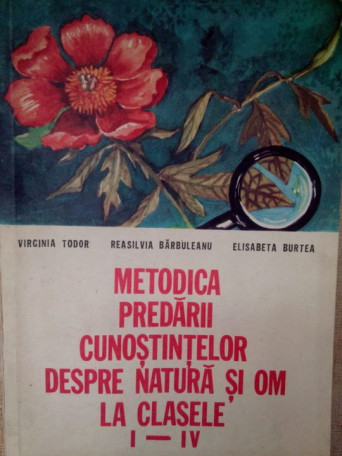 VIRGINIA TODOR REASILVIA BĂRBULEANU ELISABETA BURTEA
METODICA
PREDĂRII
CUNOȘTINȚELOR
DESPRE NATURĂ ȘI OM
LA CLASELE
I — IV